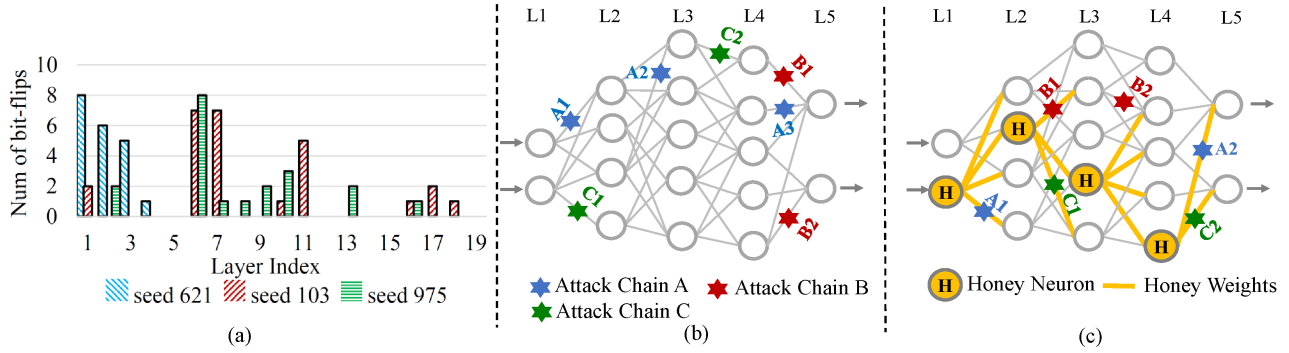 Num of bit-flips
10
8
6
4
2
0
1 3 5 7 9 11 13 15 17 19
Layer Index
seed 621 seed 103 seed 975
(a)
L1 L2 L3 L4 L5
C2
B1
A2
A1
A3
C1
B2
Attack Chain A Attack Chain B
Attack Chain C
(b)
L1 L2 L3 L4 L5
B1 B2
H
A2
H
H
A1 C1 C2
H
H Honey Neuron Honey Weights
(c)